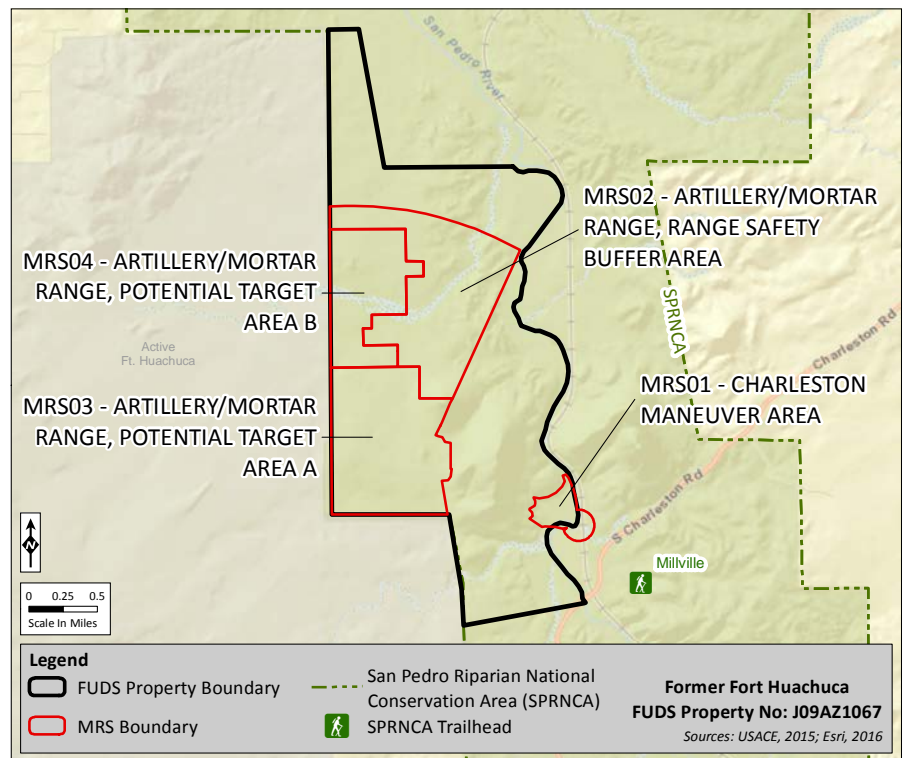 San Pedro River
MRS02 - ARTILLERY/MORTAR
RANGE, RANGE SAFETY
BUFFER AREA
MRS04 - ARTILLERY/MORTAR
RANGE, POTENTIAL TARGET
AREA B
SPRNCA
Charleston Rd
Active
Ft. Huachuca
MRS01 - CHARLESTON
MANEUVER AREA
MRS03 - ARTILLERY/MORTAR
RANGE, POTENTIAL TARGET
AREA A
S Charleston Rd
N
Millville
0 0.25 0.5
Scale In Miles
Legend
FUDS Property Boundary
MRS Boundary
San Pedro Riparian National
Conservation Area (SPRNCA)
SPRNCA Trailhead
Former Fort Huachuca
FUDS Property No: J09AZ1067
Sources: USACE, 2015; Esri, 2016